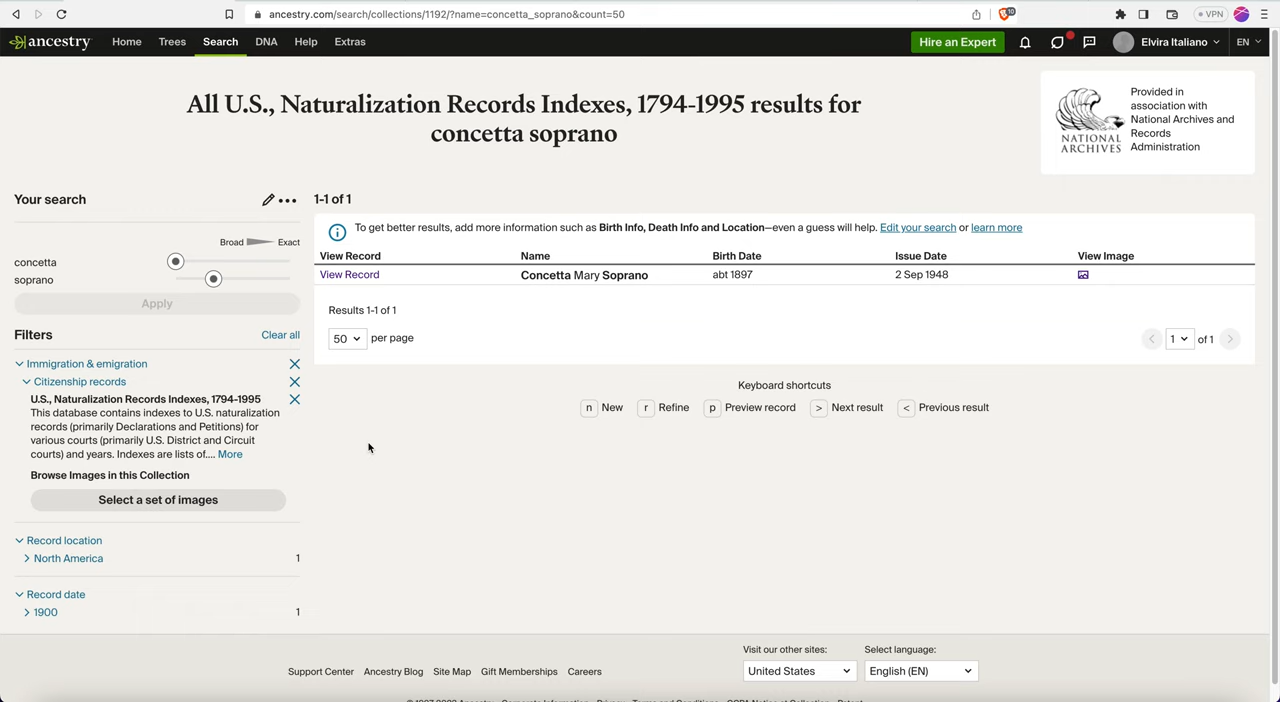 ancestry.com/search/collections/1192/?name=concetta_soprano&count=50
10
VPN
ancestry
Home
Trees
Search
DNA
Help
Extras
Hire an Expert
Elvira Italiano
EN
All U.S., Naturalization Records Indexes, 1794-1995 results for
concetta soprano
NATIONAL
ARCHIVES
Provided in
association with
National Archives and
Records
Administration
Your search
Broad
Exact
concetta
soprano
Apply
Filters
Clear all
Immigration & emigration
Citizenship records
U.S., Naturalization Records Indexes, 1794-1995
This database contains indexes to U.S. naturalization
records (primarily Declarations and Petitions) for
various courts (primarily U.S. District and Circuit
courts) and years. Indexes are lists of.... More
Browse Images in this Collection
Select a set of images
Record location
North America 1
Record date
1900 1
1-1 of 1
To get better results, add more information such as Birth Info, Death Info and Location—even a guess will help. Edit your search or learn more
View Record Name Birth Date Issue Date View Image
View Record Concetta Mary Soprano abt 1897 2 Sep 1948
Results 1-1 of 1
50 per page
1 of 1
Keyboard shortcuts
n New r Refine p Preview record > Next result < Previous result
Visit our other sites:
United States
Select language:
English (EN)
Support Center Ancestry Blog Site Map Gift Memberships Careers